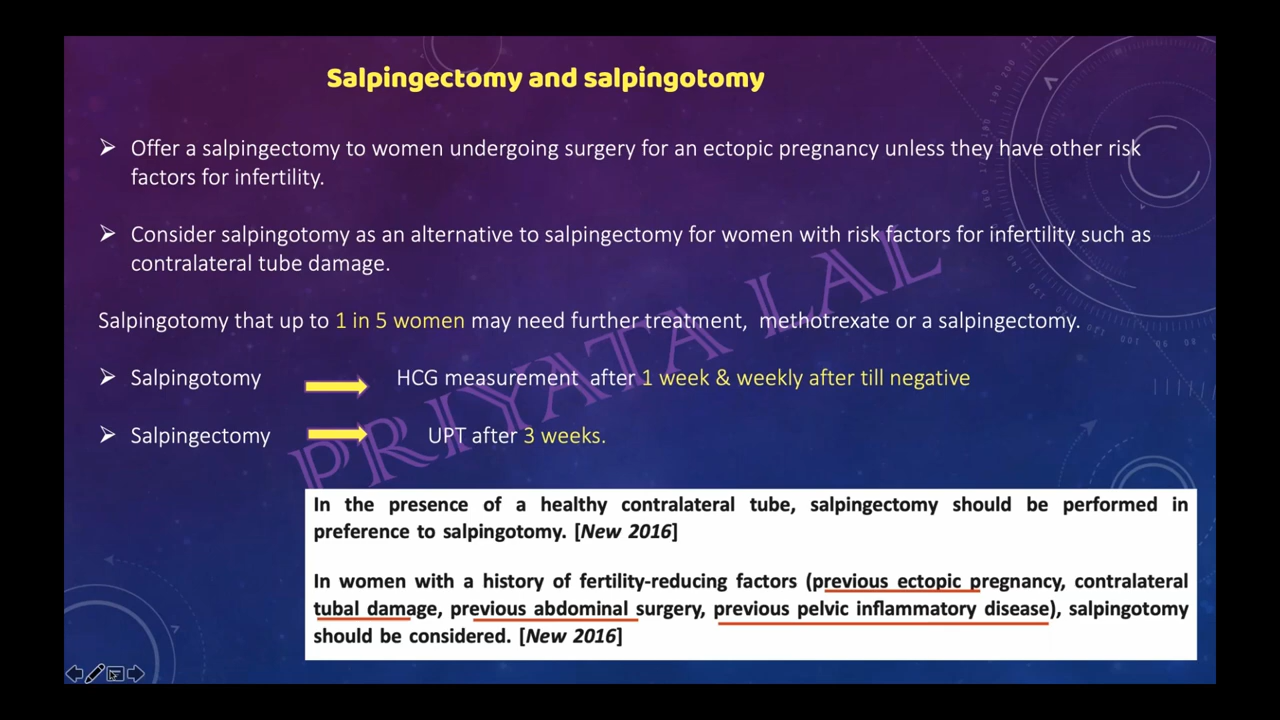 Salpingectomy and salpingotomy
Offer a salpingectomy to women undergoing surgery for an ectopic pregnancy unless they have other risk
factors for infertility.
Consider salpingotomy as an alternative to salpingectomy for women with risk factors for infertility such as
contralateral tube damage.
Salpingotomy that up to 1 in 5 women may need further treatment, methotrexate or a salpingectomy.
Salpingotomy HCG measurement after 1 week & weekly after till negative
Salpingectomy UPT after 3 weeks.
PRIYATA LAL
In the presence of a healthy contralateral tube, salpingectomy should be performed in
preference to salpingotomy. [New 2016]
In women with a history of fertility-reducing factors (previous ectopic pregnancy, contralateral
tubal damage, previous abdominal surgery, previous pelvic inflammatory disease), salpingotomy
should be considered. [New 2016]